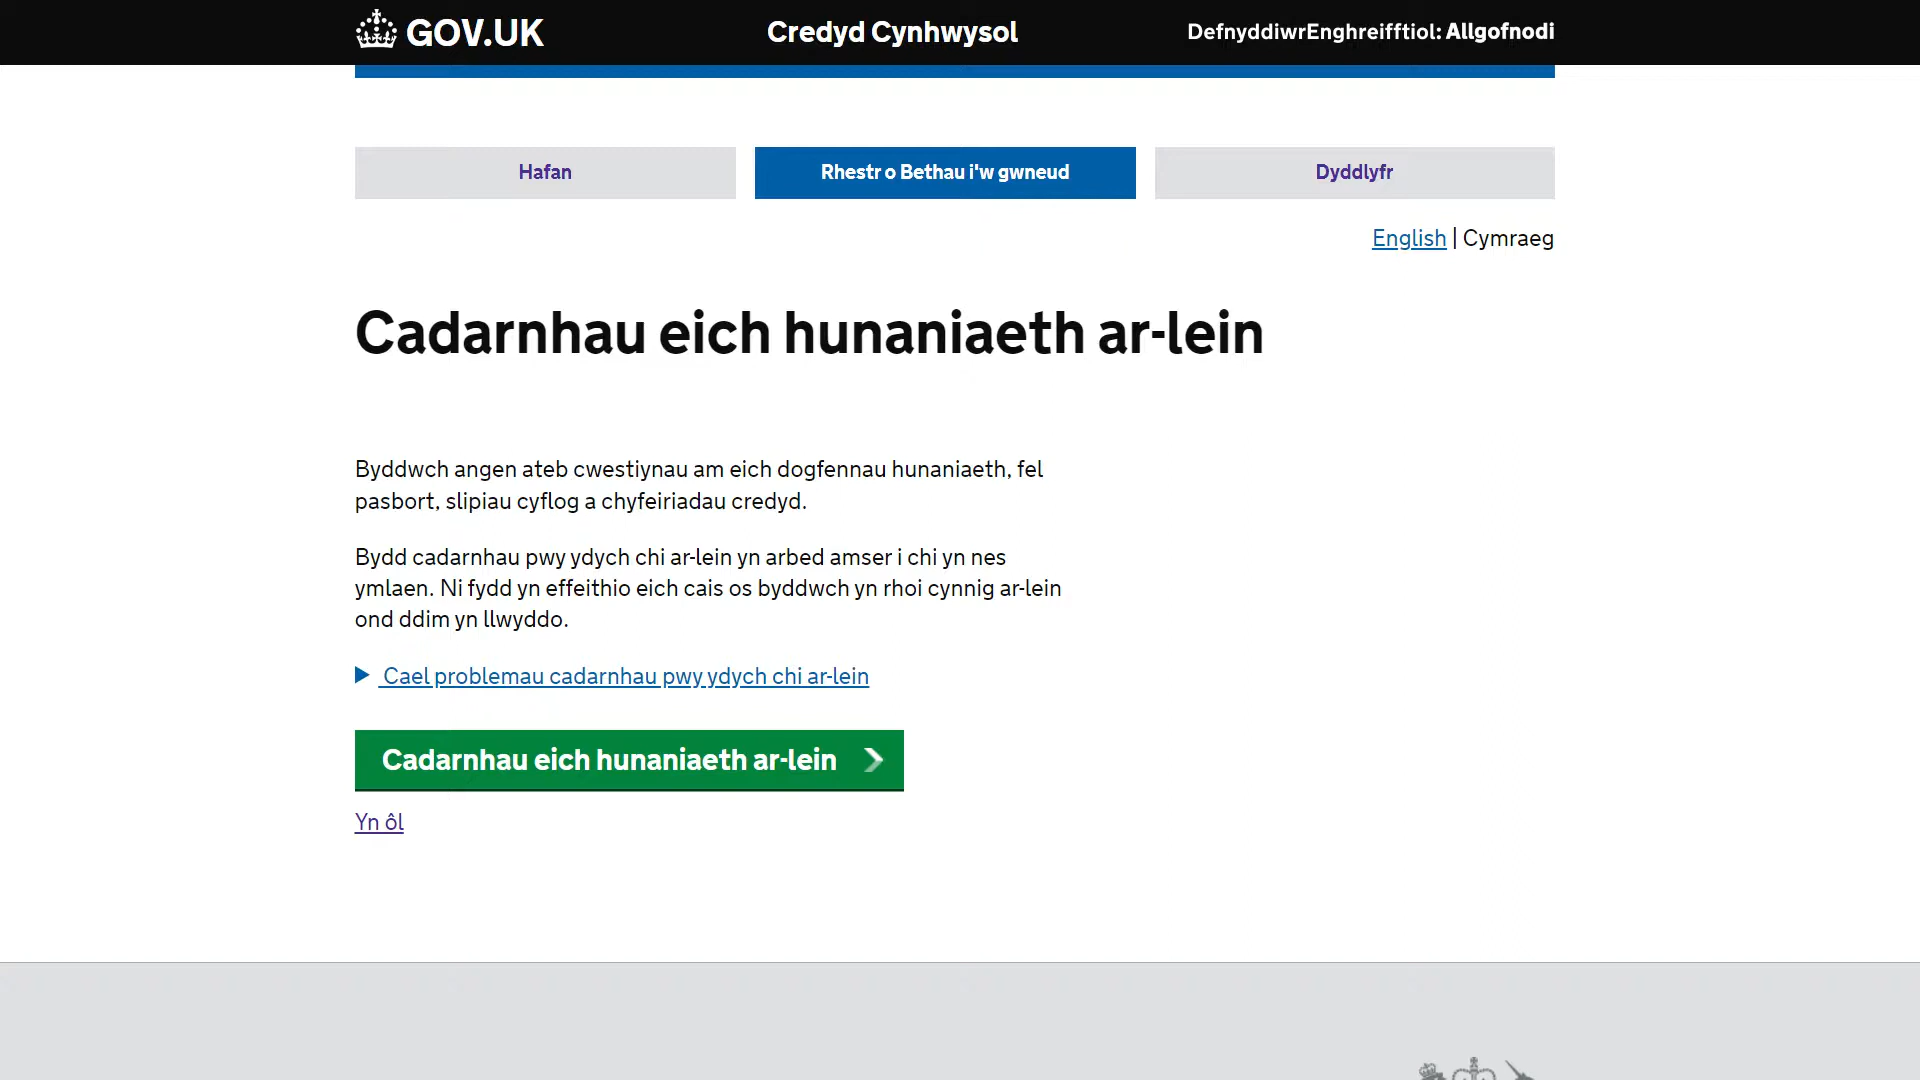 GOV.UK
Credyd Cynhwysol
DefnyddiwrEnghreifftiol: Allgofnodi
Hafan
Rhestr o Bethau i'w gwneud
Dyddlyfr
English | Cymraeg
Cadarnhau eich hunaniaeth ar-lein
Byddwch angen ateb cwestiynau am eich dogfennau hunaniaeth, fel
pasbort, slipiau cyflog a chyfeiriadau credyd.
Bydd cadarnhau pwy ydych chi ar-lein yn arbed amser i chi yn nes
ymlaen. Ni fydd yn effeithio eich cais os byddwch yn rhoi cynnig ar-lein
ond ddim yn llwyddo.
Cael problemau cadarnhau pwy ydych chi ar-lein
Cadarnhau eich hunaniaeth ar-lein
Yn ôl